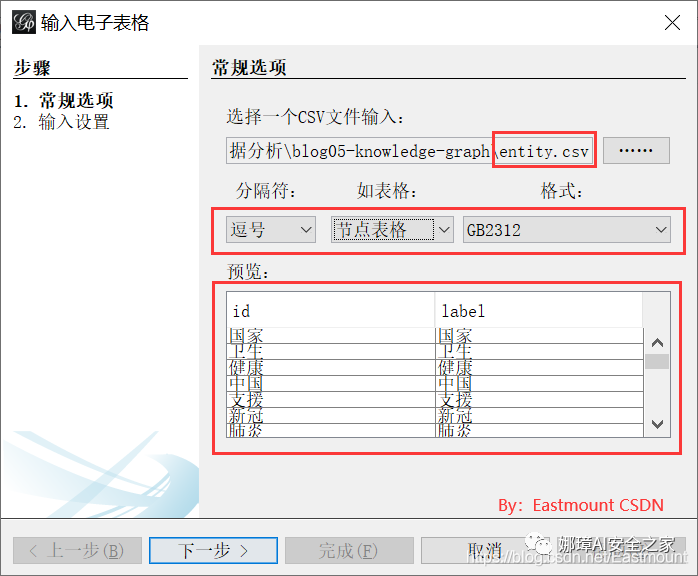 输入电子表格
步骤
1. 常规选项
2. 输入设置
常规选项
选择一个CSV文件输入:
据分析\blog05-knowledge-graph\entity.csv
······
分隔符: 如表格: 格式:
逗号 节点表格 GB2312
预览:
id label
国家 国家
卫生 卫生
健康 健康
中国 中国
支援 支援
新冠 新冠
肺炎 肺炎
By: Eastmount CSDN
< 上一步(B) 下一步 > 完成(F) 取消
娜璋AI安全之家
https://blog.csdn.net/Eastmount